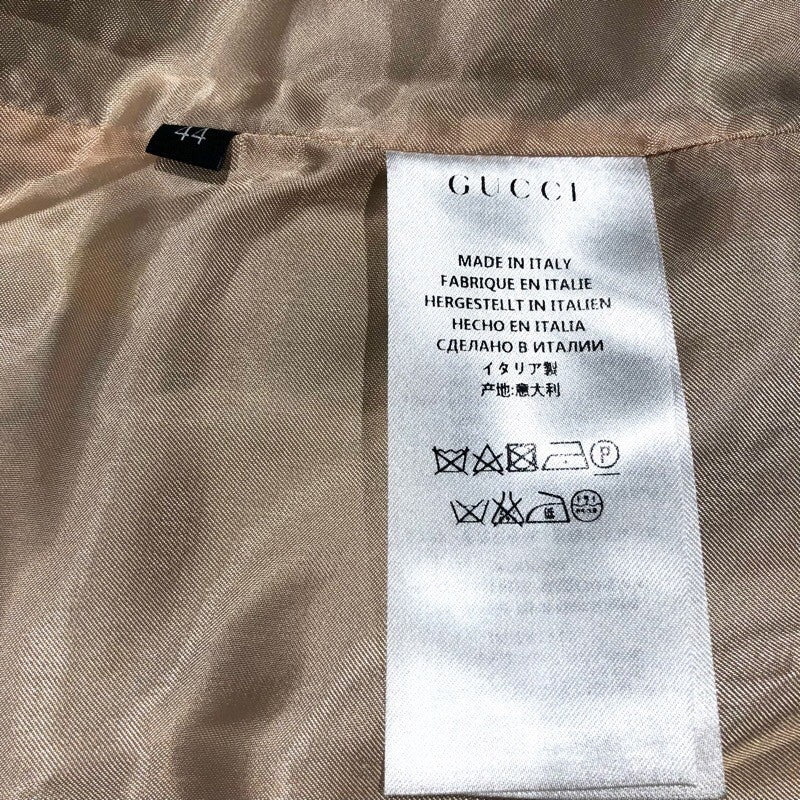 44
GUCCI
MADE IN ITALY
FABRIQUE EN ITALIE
HERGESTELLT IN ITALIEN
HECHO EN ITALIA
СДЕЛАНО В ИТАЛИИ
イタリア製
产地:意大利
P
低